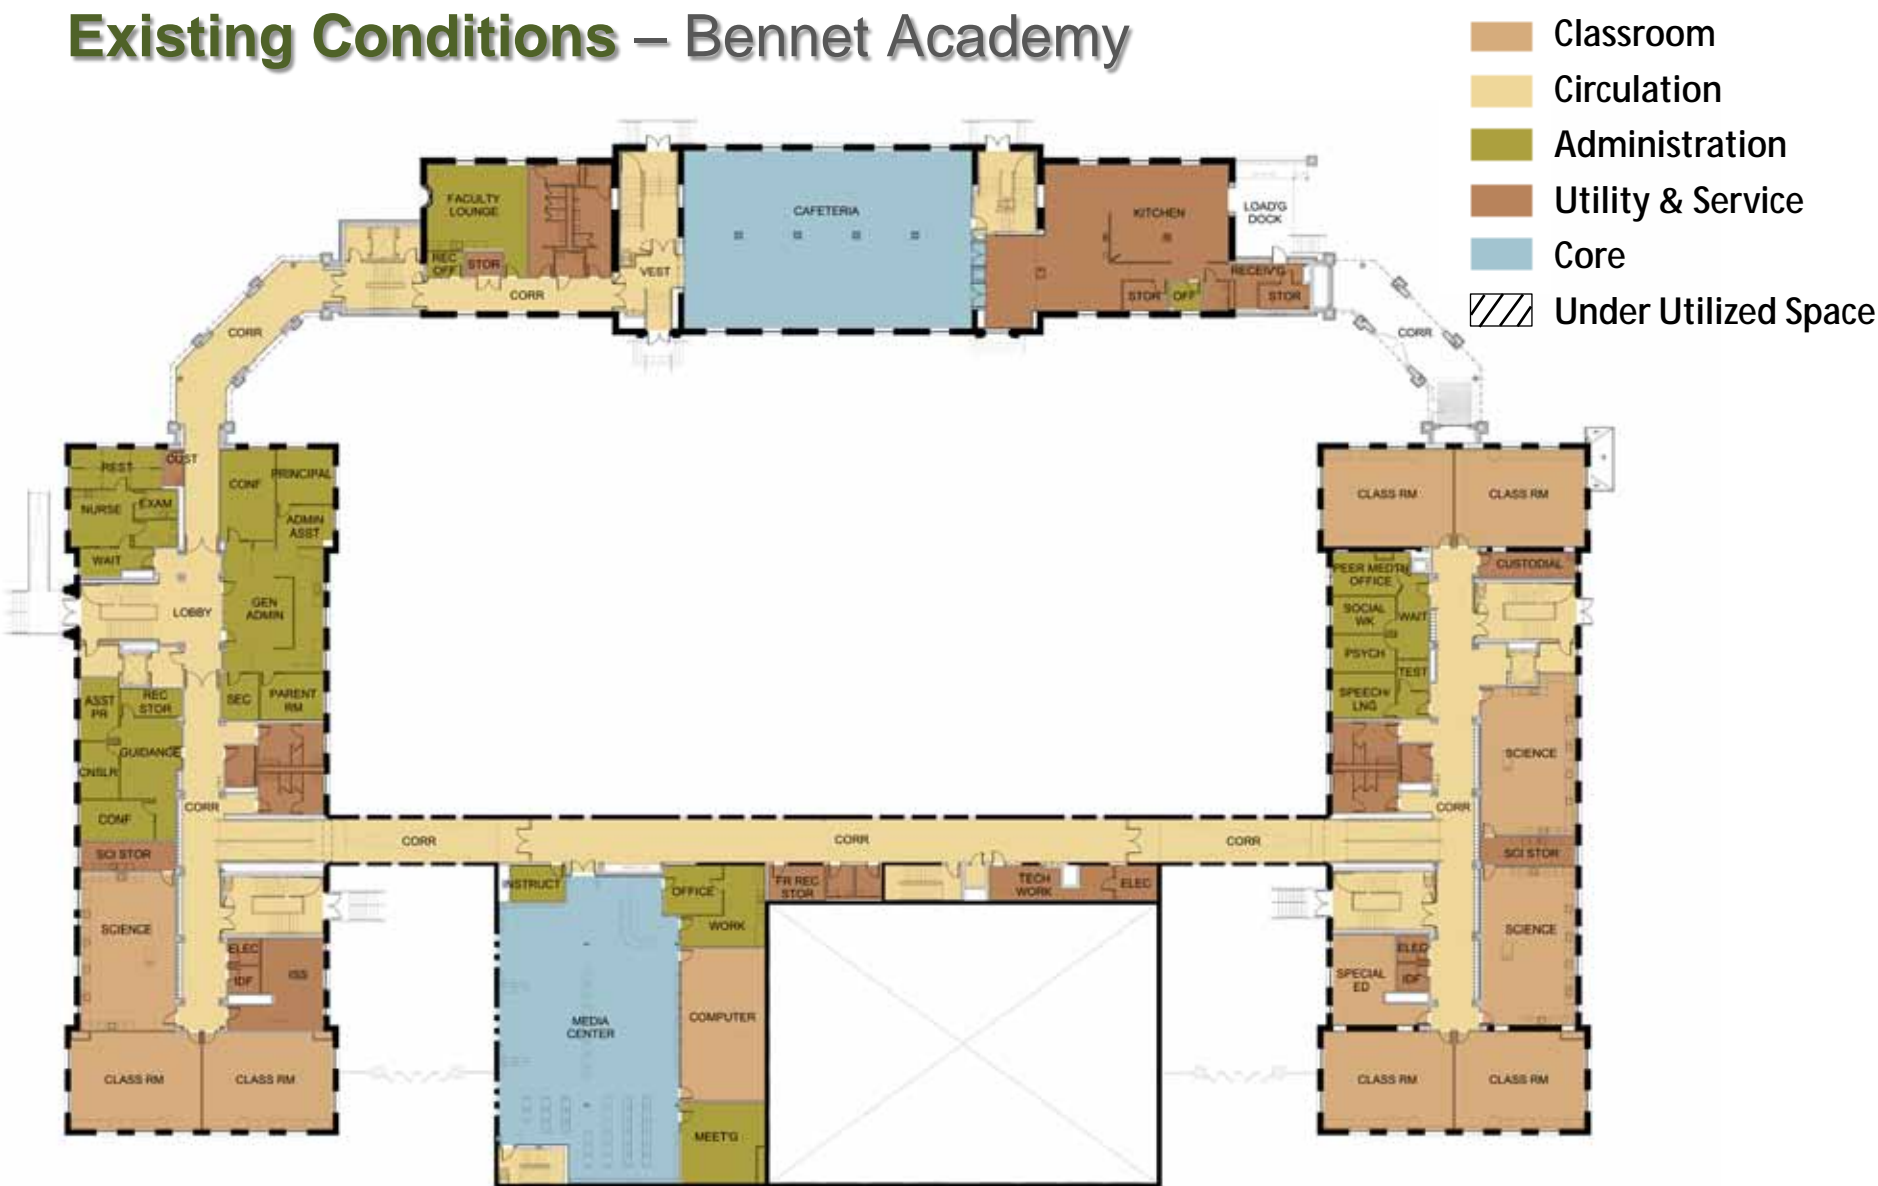 Existing Conditions – Bennet Academy
Classroom
Circulation
Administration
Utility & Service
Core
Under Utilized Space
FACULTY
LOUNGE
REC
OFF
STOR
CORR
VEST
CAFETERIA
KITCHEN
LOAD'G
DOCK
RECEIV'G
STOR
OFF
STOR
CORR
CORR
REST
CUST
NURSE
EXAM
WAIT
CONF
PRINCIPAL
ADMIN
ASST
GEN
ADMIN
LOBBY
ASST
PR
REC
STOR
SEC
PARENT
RM
GUIDANCE
CNSLR
CONF
CORR
SCI STOR
SCIENCE
ELEC
IDF
ISS
CLASS RM
CLASS RM
CORR
CORR
CORR
INSTRUCT
OFFICE
WORK
FR REC
STOR
TECH
WORK
ELEC
MEDIA
CENTER
COMPUTER
MEET'G
CLASS RM
CLASS RM
PEER MEDTN
OFFICE
CUSTODIAL
SOCIAL
WK
WAIT
PSYCH
TEST
SPEECH/
LNG
SCIENCE
CORR
SCI STOR
SCIENCE
SPECIAL
ED
ELEC
IDF
CLASS RM
CLASS RM